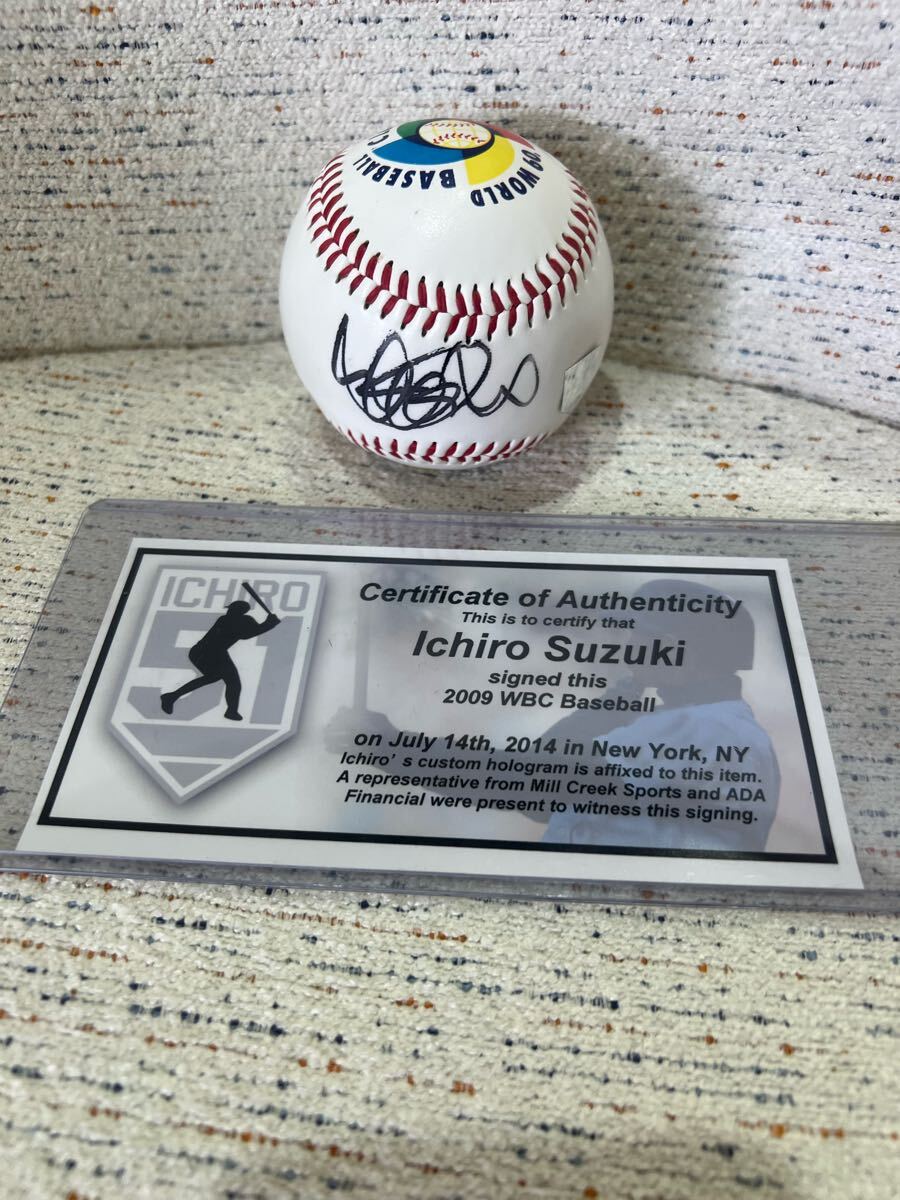 '09 WORLD BASEBALL C
ICHIRO
51
Certificate of Authenticity
This is to certify that
Ichiro Suzuki
signed this
2009 WBC Baseball
on July 14th, 2014 in New York, NY
Ichiro’ s custom hologram is affixed to this item.
A representative from Mill Creek Sports and ADA
Financial were present to witness this signing.